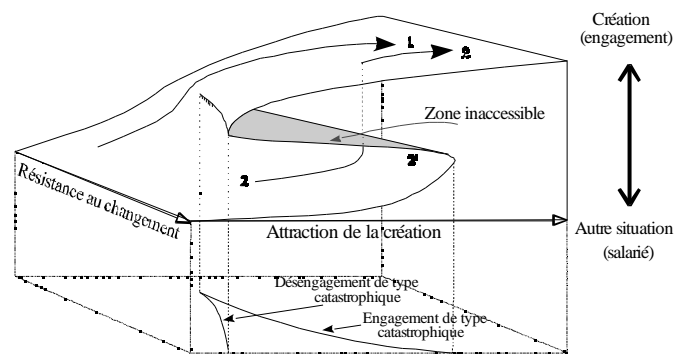 Création
(engagement)
1
2
Zone inaccessible
2'
2
Résistance au changement
Attraction de la création
Autre situation
(salarié)
Désengagement de type
catastrophique
Engagement de type
catastrophique